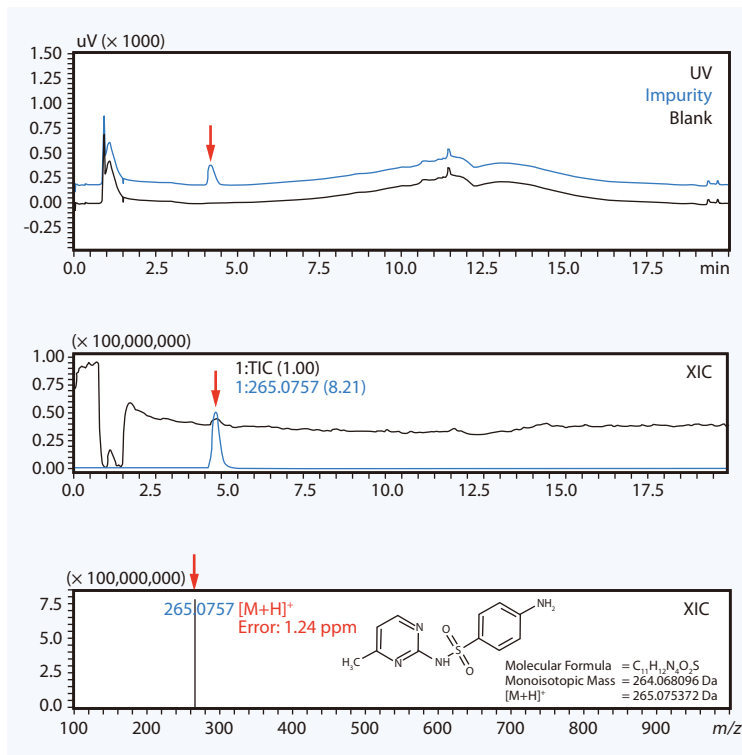 uV (× 1000)
1.50
1.25
1.00
0.75
0.50
0.25
0.00
-0.25
UV
Impurity
Blank
0.0 2.5 5.0 7.5 10.0 12.5 15.0 17.5 min
(× 100,000,000)
1.00
0.75
0.50
0.25
0.00
1:TIC (1.00)
1:265.0757 (8.21)
XIC
0.0 2.5 5.0 7.5 10.0 12.5 15.0 17.5
(× 100,000,000)
7.5
5.0
2.5
0.0
265.0757 [M+H]⁺
Error: 1.24 ppm
XIC
NH₂
N
N
H₃C
NH
O
S
O
Molecular Formula = C₁₁H₁₂N₄O₂S
Monoisotopic Mass = 264.068096 Da
[M+H]⁺ = 265.075372 Da
100 200 300 400 500 600 700 800 900 m/z